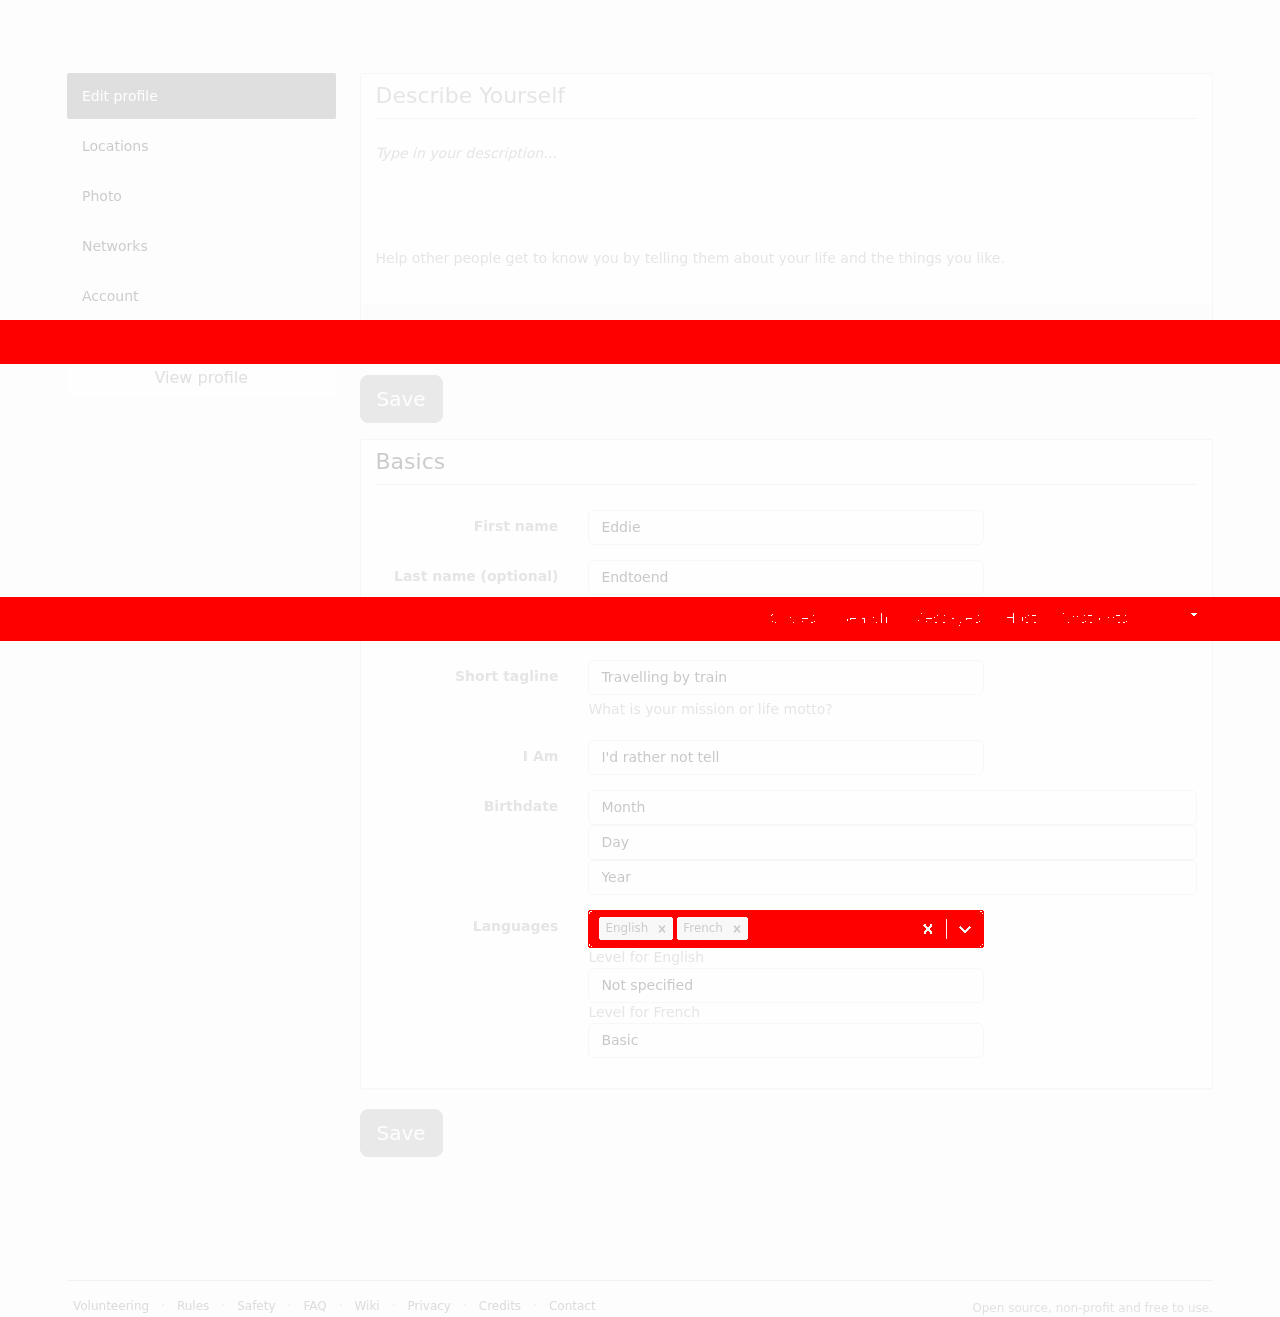 Edit profile
Locations
Photo
Networks
Account
View profile
Describe Yourself
Type in your description...
Help other people get to know you by telling them about your life and the things you like.
Save
Basics
First name Eddie
Last name (optional) Endtoend
Short tagline Travelling by train
What is your mission or life motto?
I Am I'd rather not tell
Birthdate Month
Day
Year
Languages English × French ×
Level for English
Not specified
Level for French
Basic
Save
Volunteering · Rules · Safety · FAQ · Wiki · Privacy · Credits · Contact
Open source, non-profit and free to use.